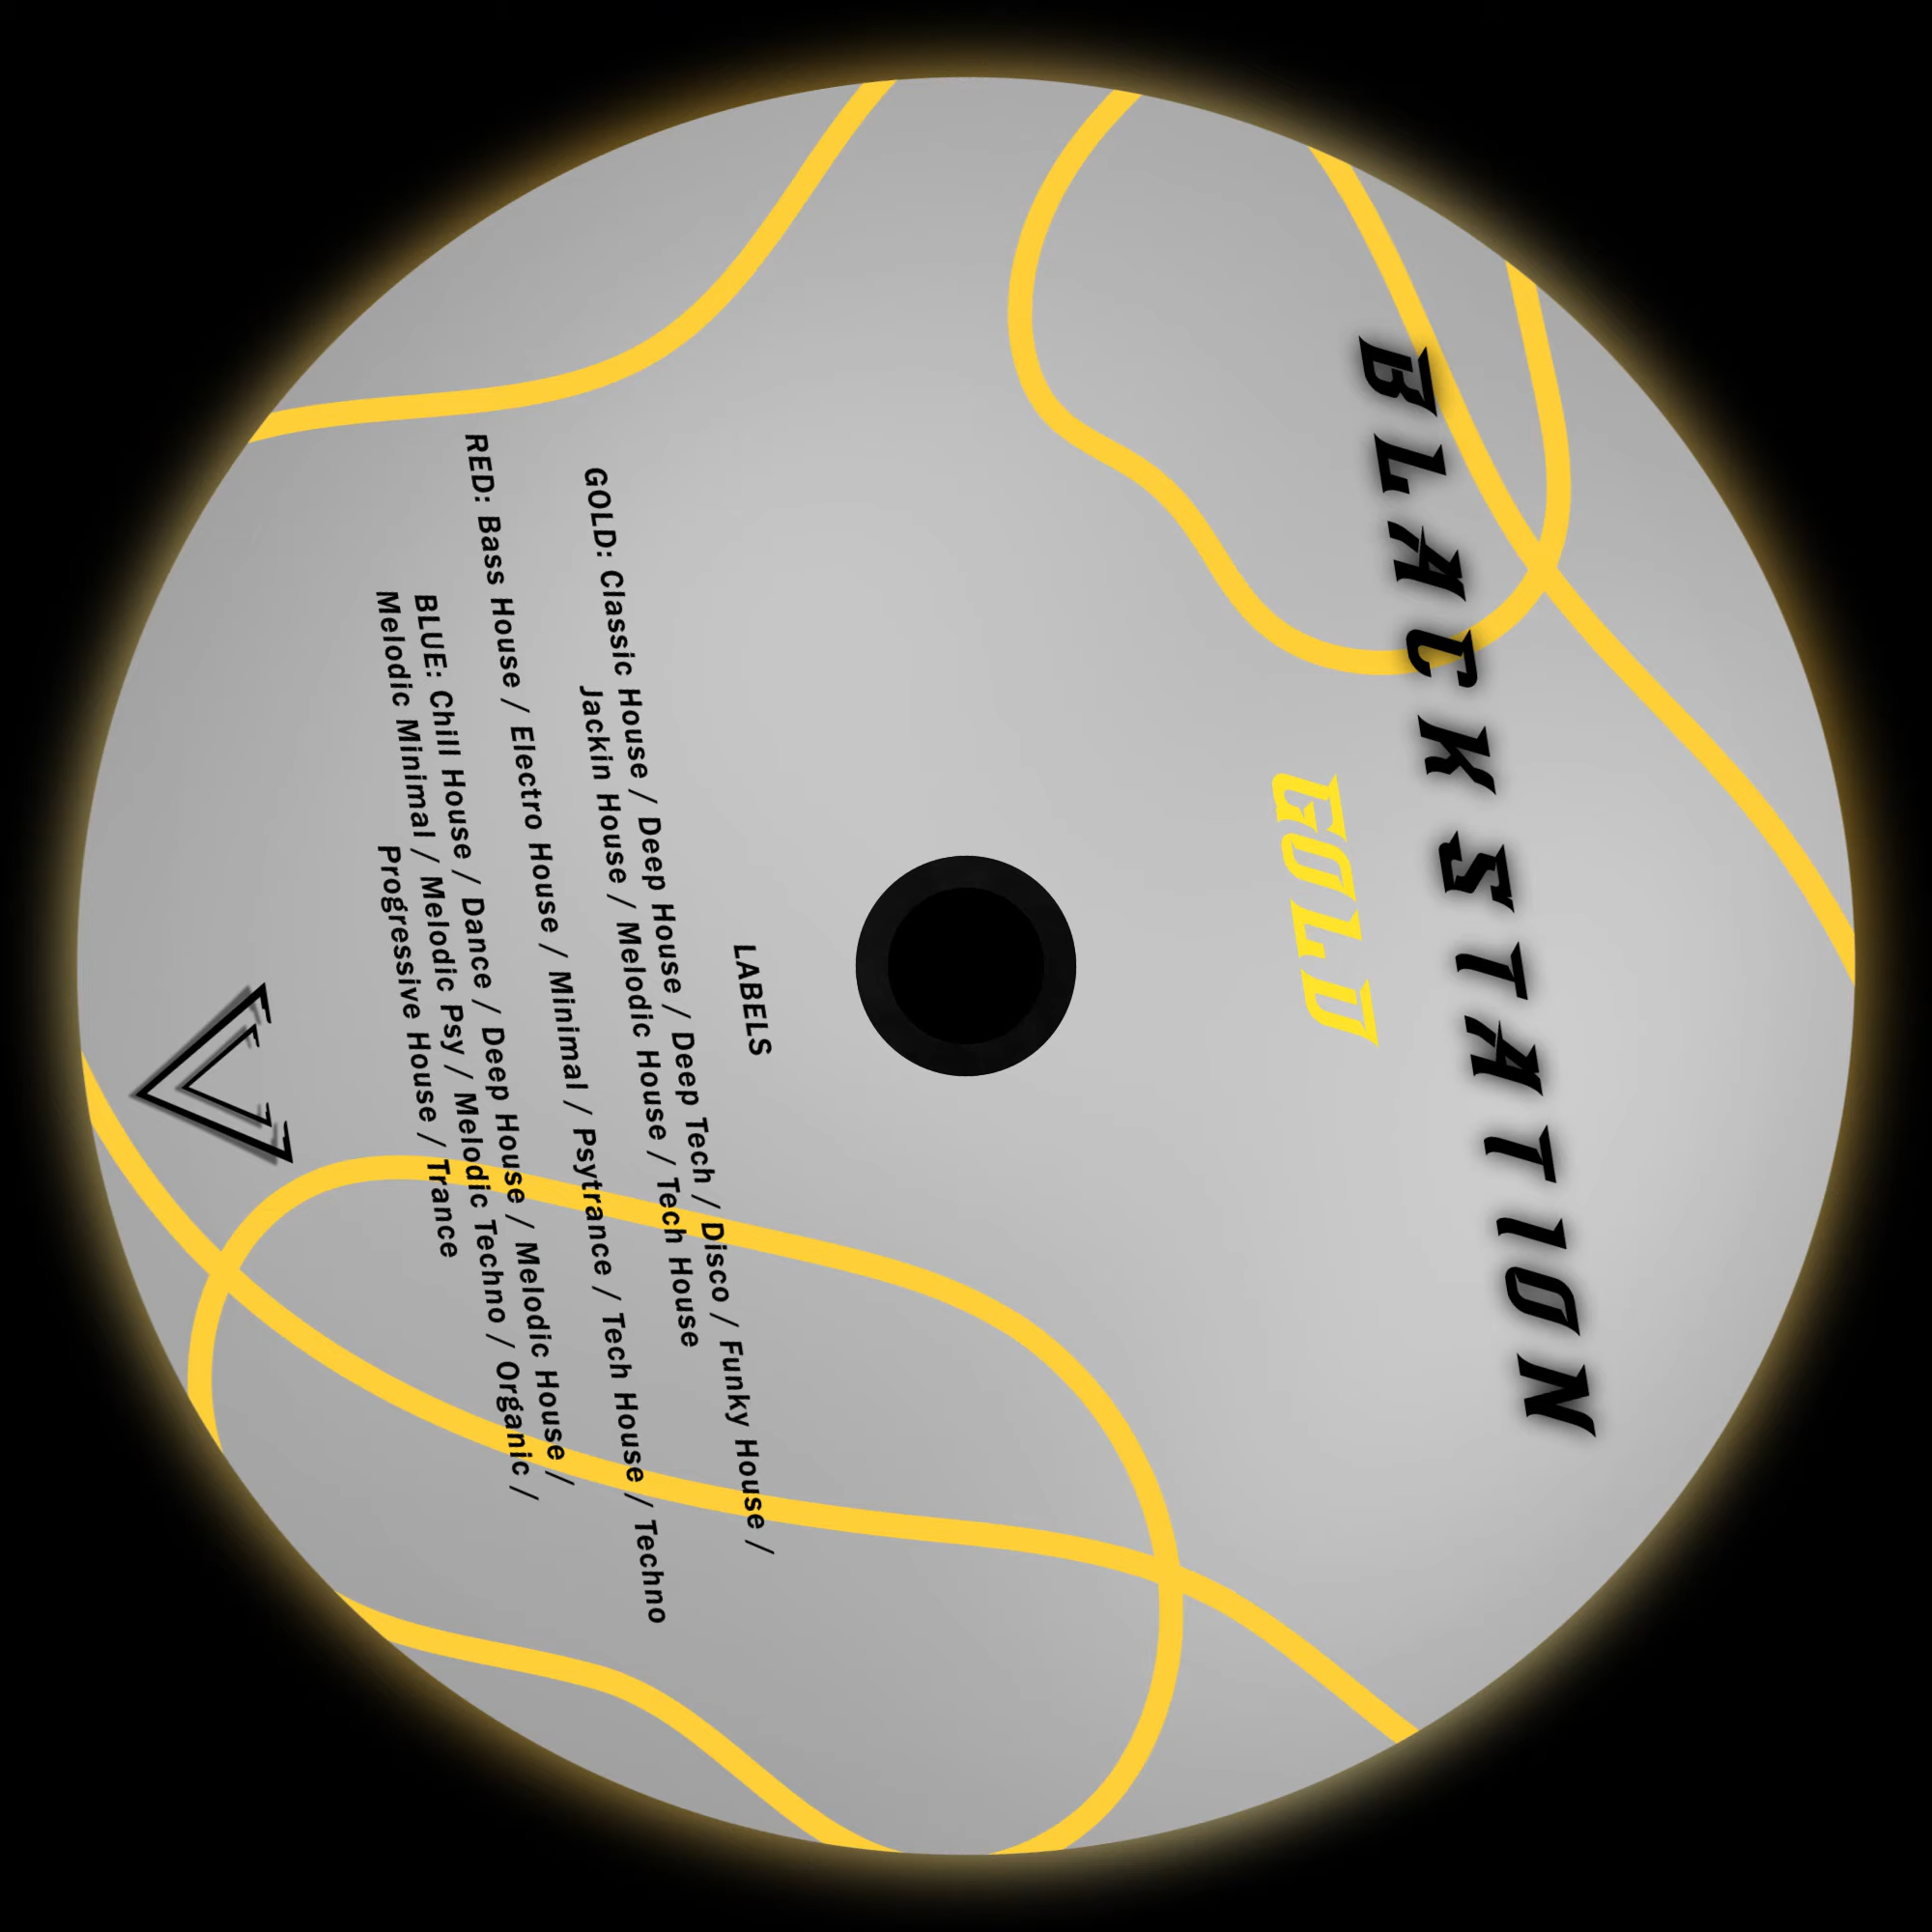 BLACK STATION
GOLD
LABELS
GOLD: Classic House / Deep House / Deep Tech / Disco / Funky House /
Jackin House / Melodic House / Tech House
RED: Bass House / Electro House / Minimal / Psytrance / Tech House / Techno
BLUE: Chill House / Dance / Deep House / Melodic House /
Melodic Minimal / Melodic Psy / Melodic Techno / Organic /
Progressive House / Trance